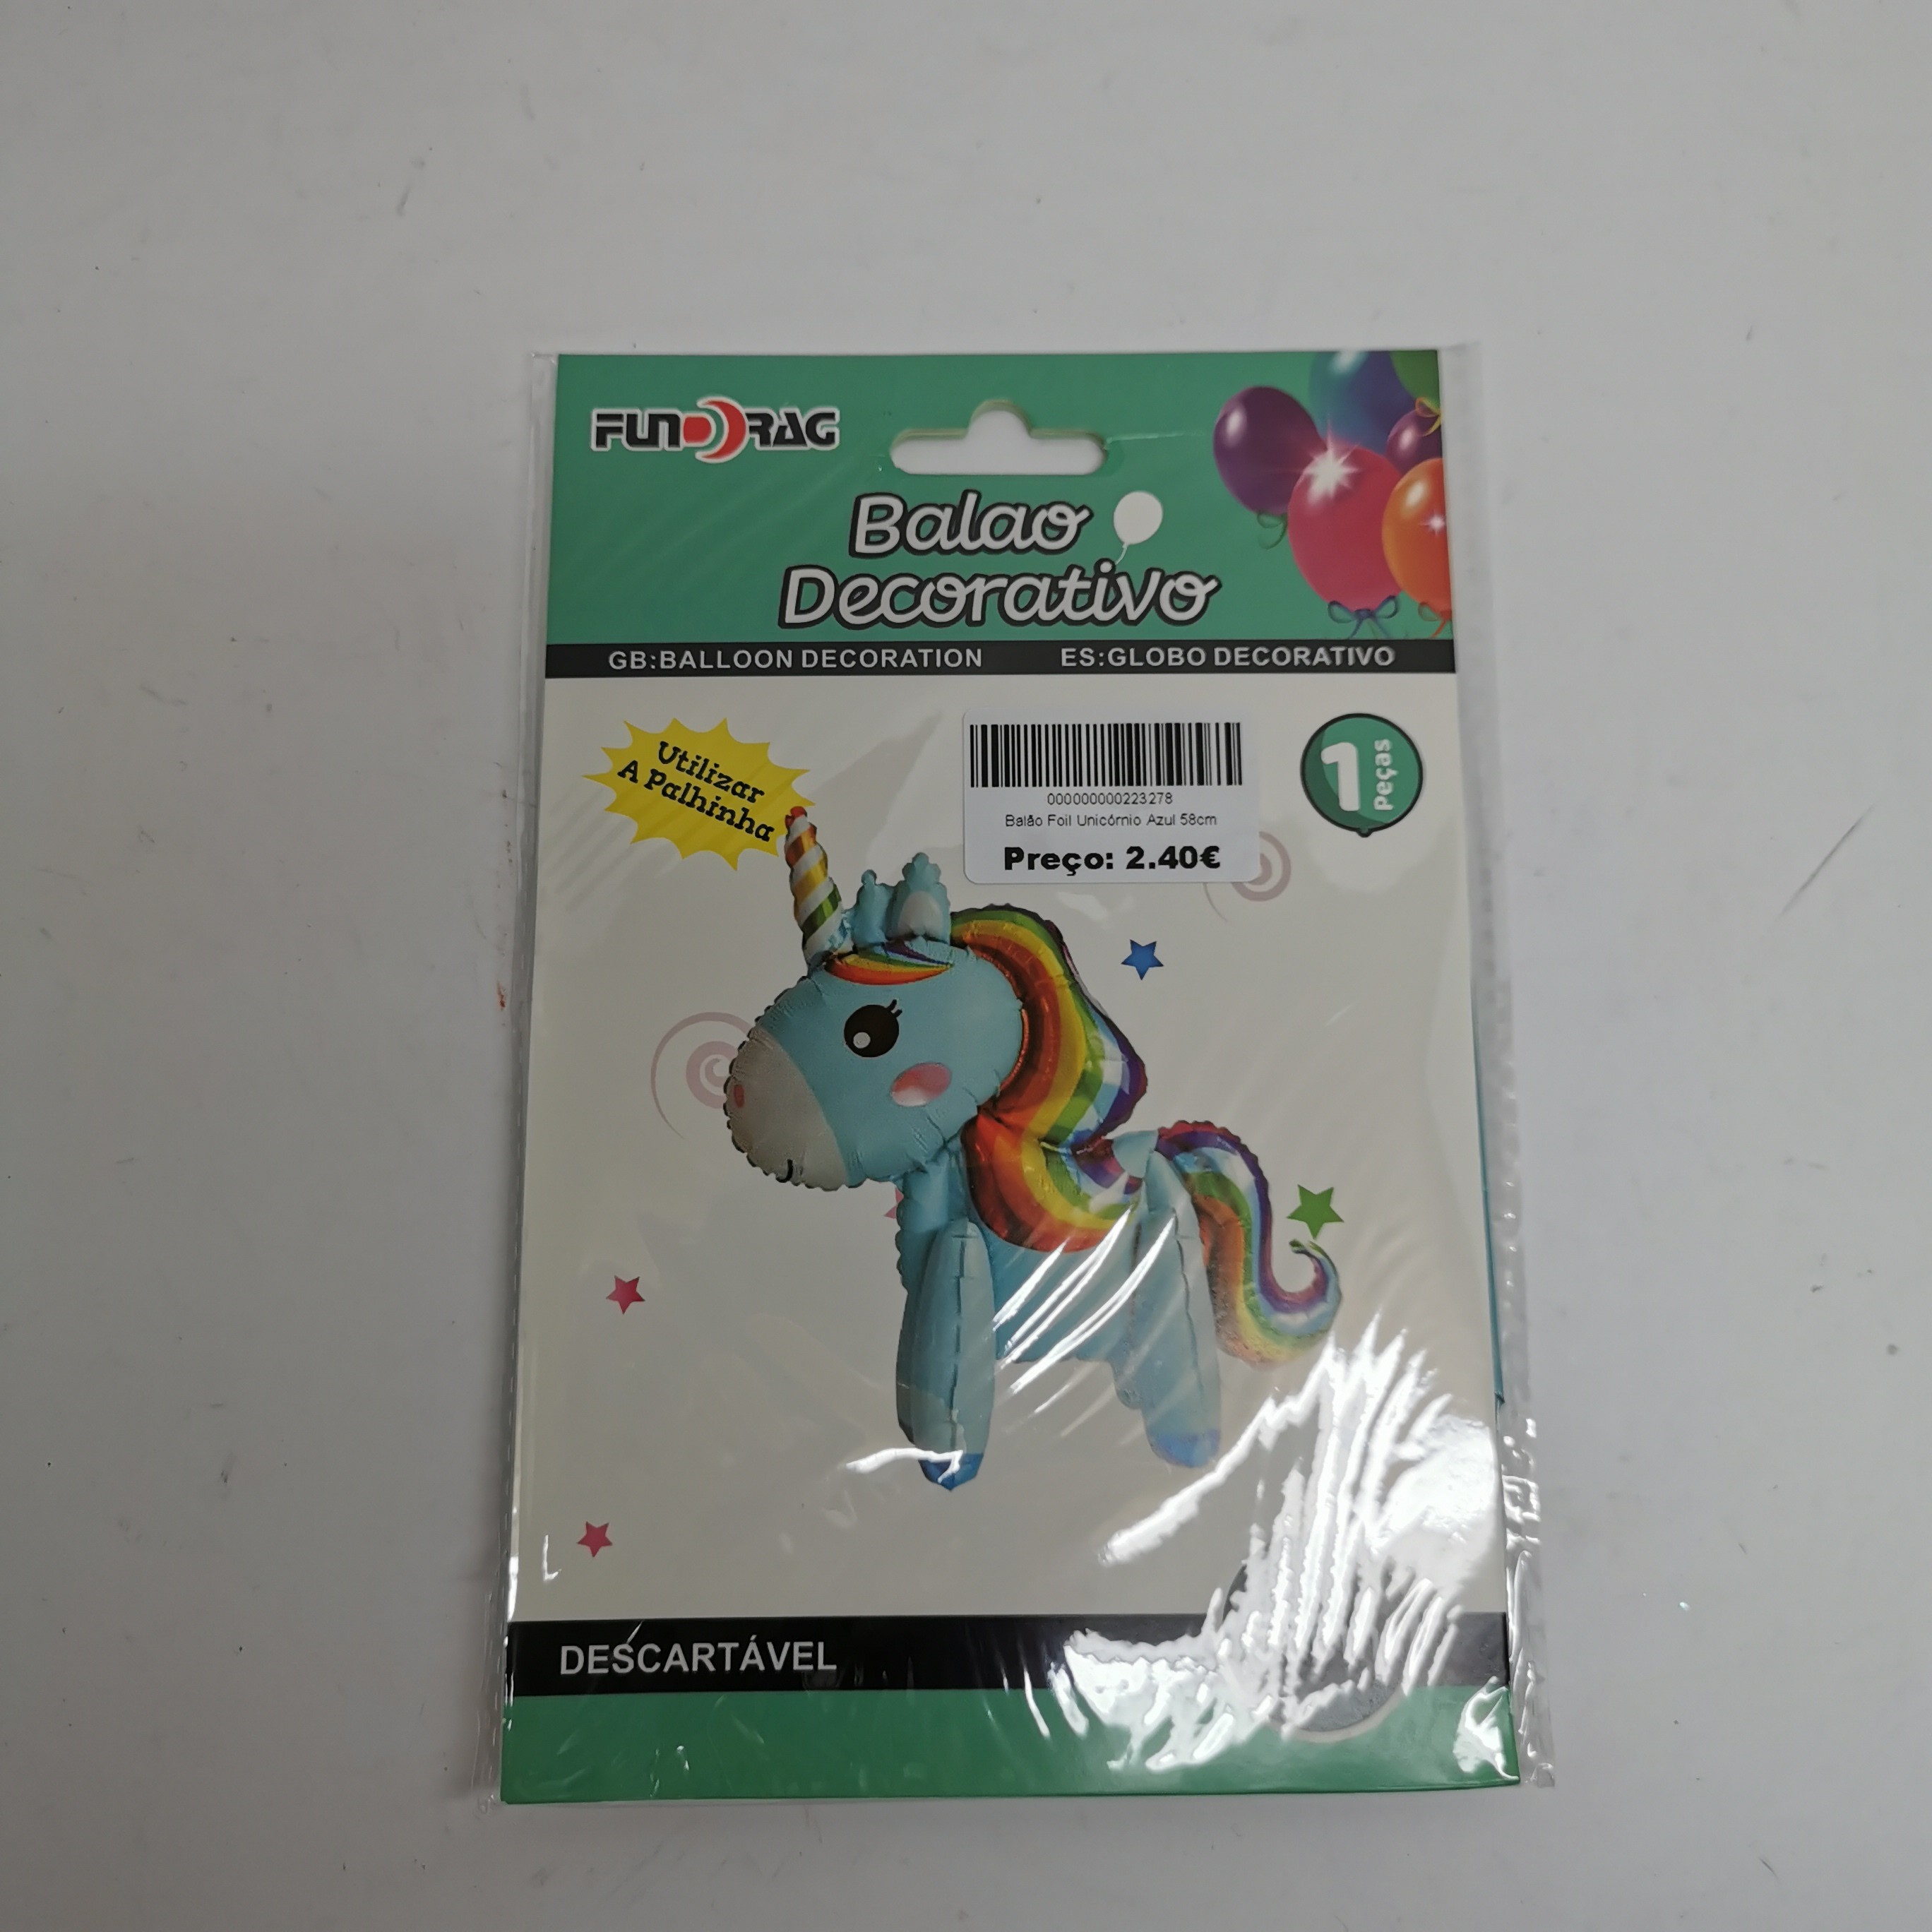 FUNDRAG
Balao
Decorativo
GB:BALLOON DECORATION ES:GLOBO DECORATIVO
Utilizar
A Palhinha
000000000223278
Balão Foil Unicórnio Azul 58cm
Preço: 2.40€
1 Peças
DESCARTÁVEL